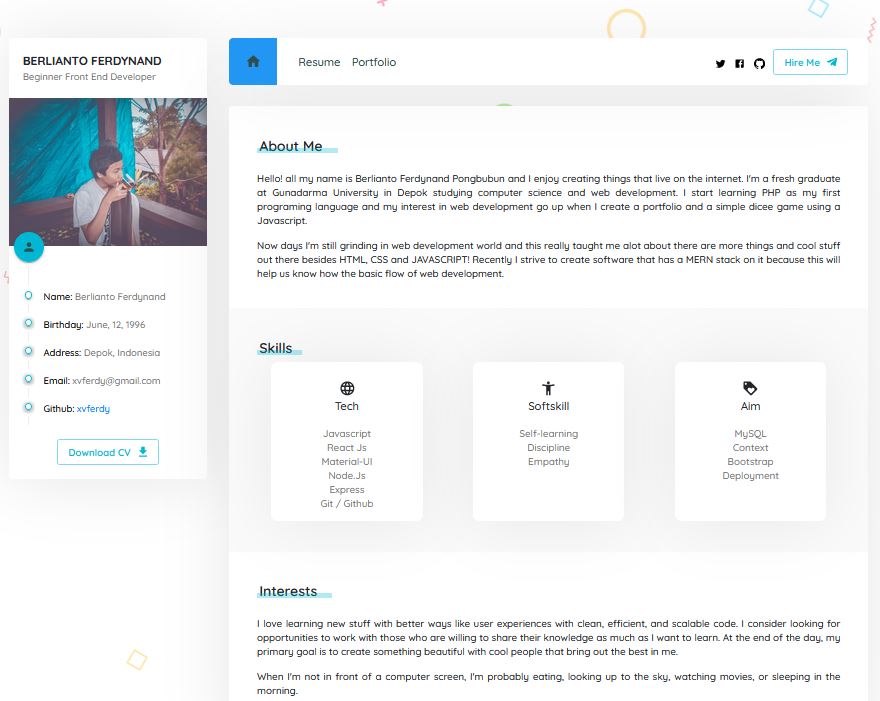 BERLIANTO FERDYNAND
Beginner Front End Developer
Name: Berlianto Ferdynand
Birthday: June, 12, 1996
Address: Depok, Indonesia
Email: xvferdy@gmail.com
Github: xvferdy
Download CV
Resume Portfolio
Hire Me
About Me
Hello! all my name is Berlianto Ferdynand Pongbubun and I enjoy creating things that live on the internet. I'm a fresh graduate
at Gunadarma University in Depok studying computer science and web development. I start learning PHP as my first
programing language and my interest in web development go up when I create a portfolio and a simple dicee game using a
Javascript.
Now days I'm still grinding in web development world and this really taught me alot about there are more things and cool stuff
out there besides HTML, CSS and JAVASCRIPT! Recently I strive to create software that has a MERN stack on it because this will
help us know how the basic flow of web development.
Skills
Tech
Javascript
React Js
Material-UI
Node.Js
Express
Git / Github
Softskill
Self-learning
Discipline
Empathy
Aim
MySQL
Context
Bootstrap
Deployment
Interests
I love learning new stuff with better ways like user experiences with clean, efficient, and scalable code. I consider looking for
opportunities to work with those who are willing to share their knowledge as much as I want to learn. At the end of the day, my
primary goal is to create something beautiful with cool people that bring out the best in me.
When I'm not in front of a computer screen, I'm probably eating, looking up to the sky, watching movies, or sleeping in the
morning.